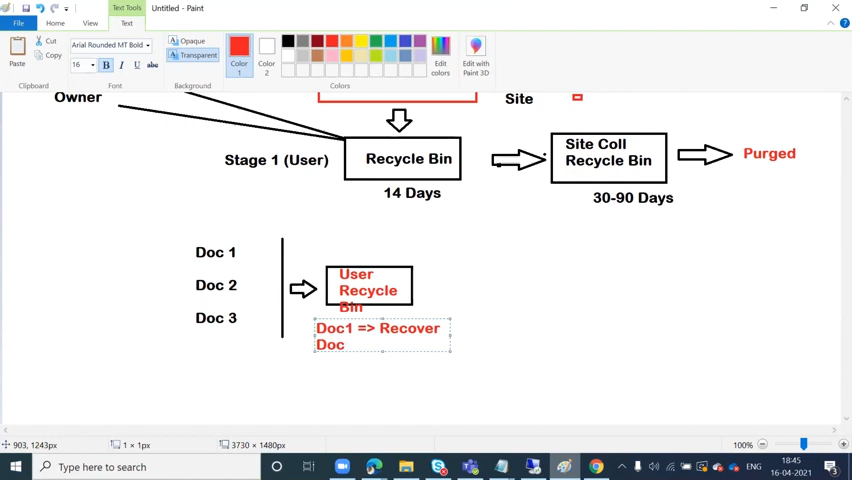 Text Tools
Untitled - Paint
File
Home
View
Text
Paste
Cut
Copy
Clipboard
Arial Rounded MT Bold
16
B
I
U
abc
Font
A
Opaque
A
Transparent
Background
Color
1
Color
2
Edit
colors
Edit with
Paint 3D
Colors
Owner
Site
Stage 1 (User)
Recycle Bin
14 Days
Site Coll
Recycle Bin
30-90 Days
Purged
Doc 1
Doc 2
Doc 3
User
Recycle
Bin
Doc1 => Recover
Doc
903, 1243px
1 × 1px
3730 × 1480px
100%
Type here to search
ENG
18:45
16-04-2021
3